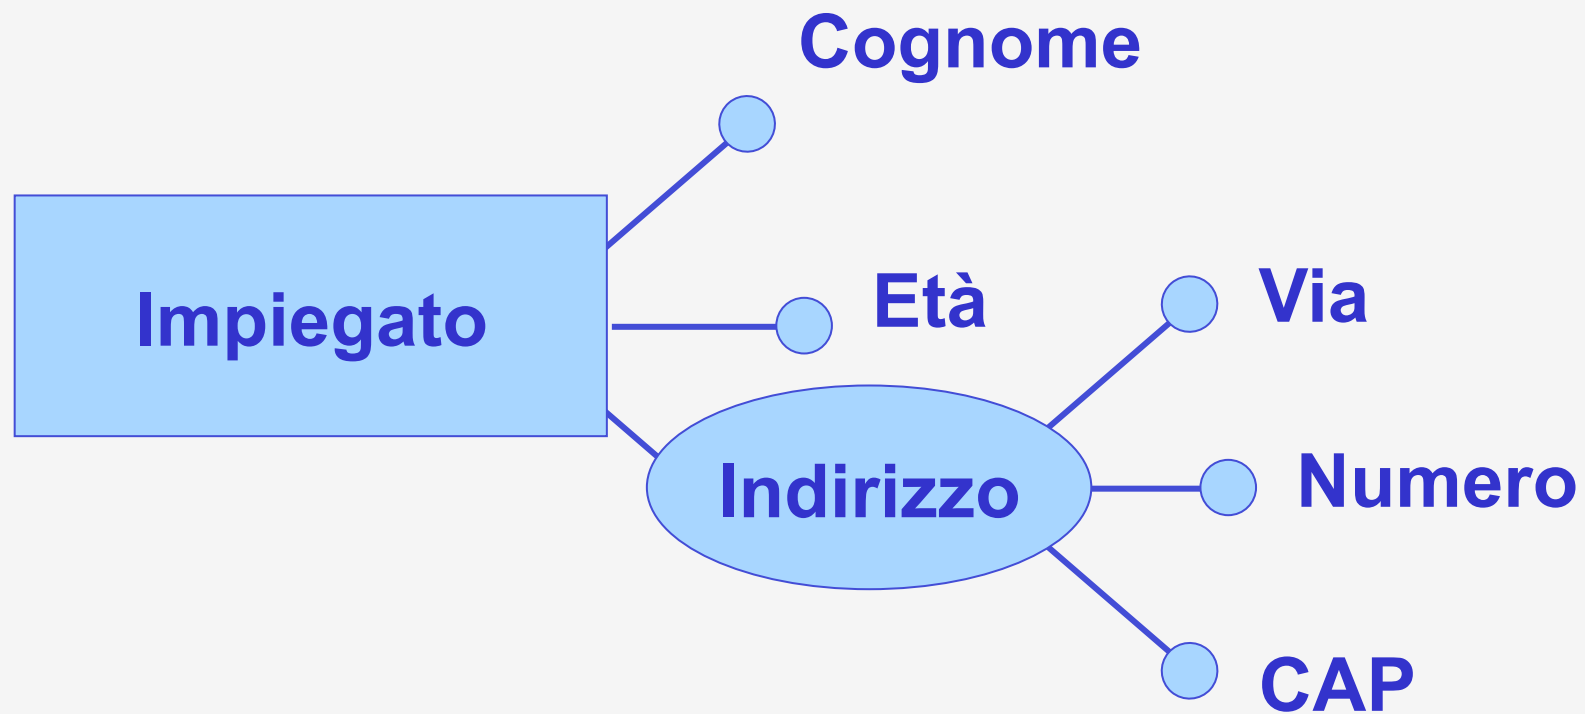 Cognome
Impiegato
Età
Via
Indirizzo
Numero
CAP